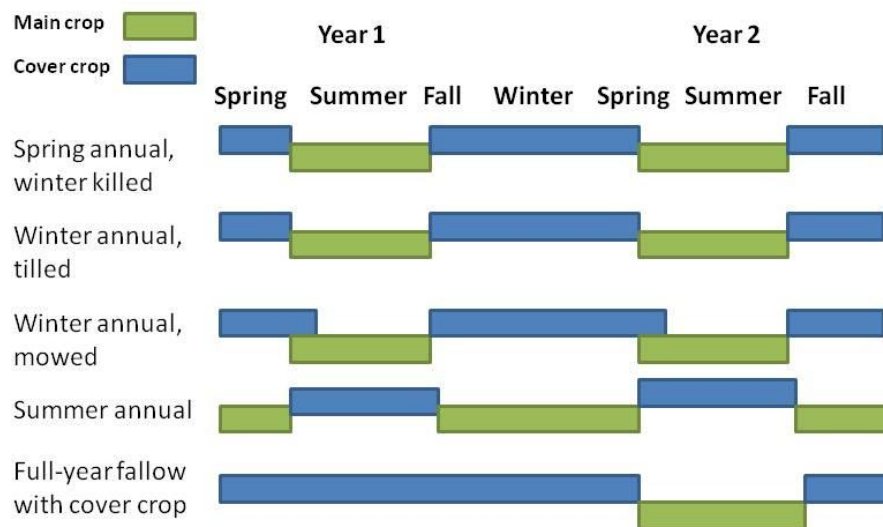 Main crop
Cover crop
Year 1 Year 2
Spring Summer Fall Winter Spring Summer Fall
Spring annual,
winter killed
Winter annual,
tilled
Winter annual,
mowed
Summer annual
Full-year fallow
with cover crop